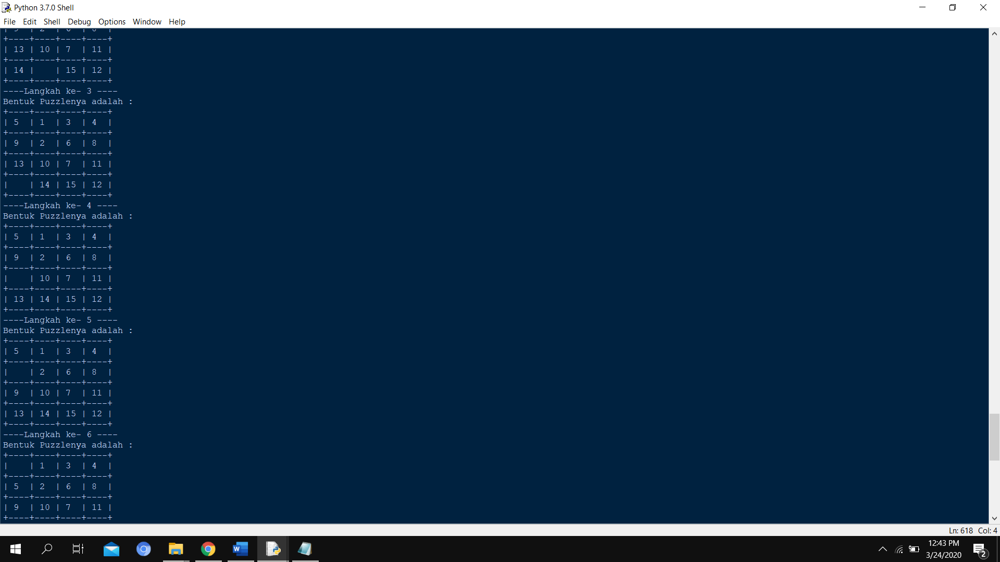 Python 3.7.0 Shell
File Edit Shell Debug Options Window Help
| 9  | 2  | 6  | 8  |
+----+----+----+----+
| 13 | 10 | 7  | 11 |
+----+----+----+----+
| 14 |    | 15 | 12 |
+----+----+----+----+
----Langkah ke- 3 ----
Bentuk Puzzlenya adalah :
+----+----+----+----+
| 5  | 1  | 3  | 4  |
+----+----+----+----+
| 9  | 2  | 6  | 8  |
+----+----+----+----+
| 13 | 10 | 7  | 11 |
+----+----+----+----+
|    | 14 | 15 | 12 |
+----+----+----+----+
----Langkah ke- 4 ----
Bentuk Puzzlenya adalah :
+----+----+----+----+
| 5  | 1  | 3  | 4  |
+----+----+----+----+
| 9  | 2  | 6  | 8  |
+----+----+----+----+
|    | 10 | 7  | 11 |
+----+----+----+----+
| 13 | 14 | 15 | 12 |
+----+----+----+----+
----Langkah ke- 5 ----
Bentuk Puzzlenya adalah :
+----+----+----+----+
| 5  | 1  | 3  | 4  |
+----+----+----+----+
|    | 2  | 6  | 8  |
+----+----+----+----+
| 9  | 10 | 7  | 11 |
+----+----+----+----+
| 13 | 14 | 15 | 12 |
+----+----+----+----+
----Langkah ke- 6 ----
Bentuk Puzzlenya adalah :
+----+----+----+----+
|    | 1  | 3  | 4  |
+----+----+----+----+
| 5  | 2  | 6  | 8  |
+----+----+----+----+
| 9  | 10 | 7  | 11 |
+----+----+----+----+
Ln: 618 Col: 4
12:43 PM
3/24/2020
2